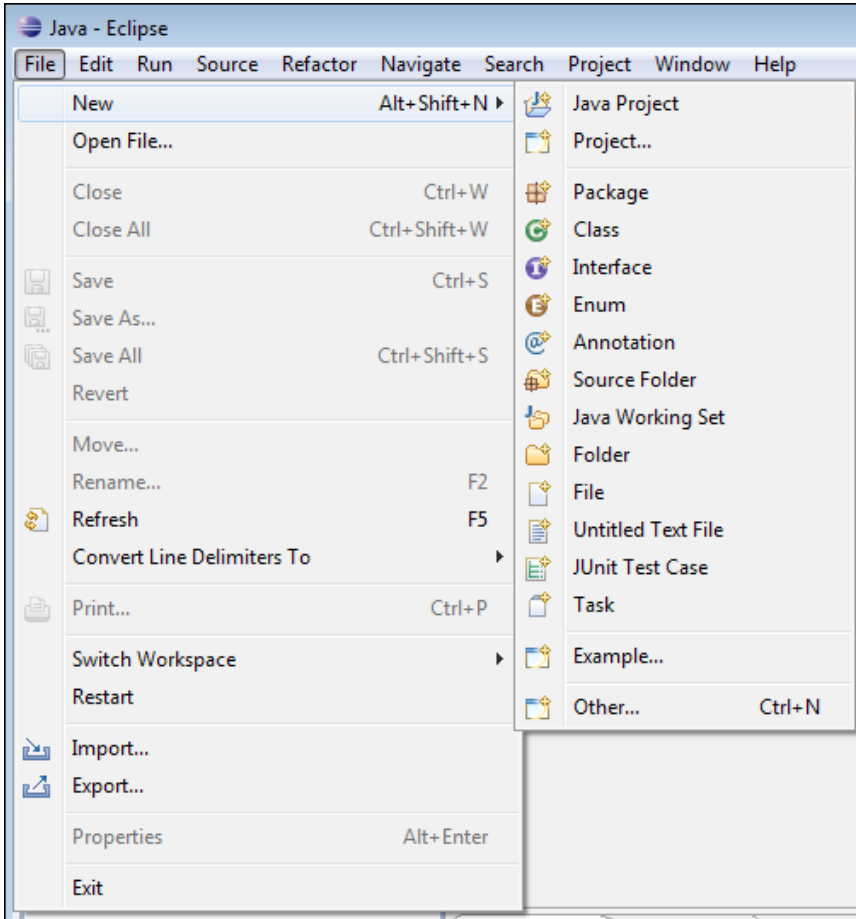 Java - Eclipse
File Edit Run Source Refactor Navigate Search Project Window Help
New Alt+Shift+N
Open File...
Close Ctrl+W
Close All Ctrl+Shift+W
Save Ctrl+S
Save As...
Save All Ctrl+Shift+S
Revert
Move...
Rename... F2
Refresh F5
Convert Line Delimiters To
Print... Ctrl+P
Switch Workspace
Restart
Import...
Export...
Properties Alt+Enter
Exit
Java Project
Project...
Package
Class
Interface
Enum
Annotation
Source Folder
Java Working Set
Folder
File
Untitled Text File
JUnit Test Case
Task
Example...
Other... Ctrl+N